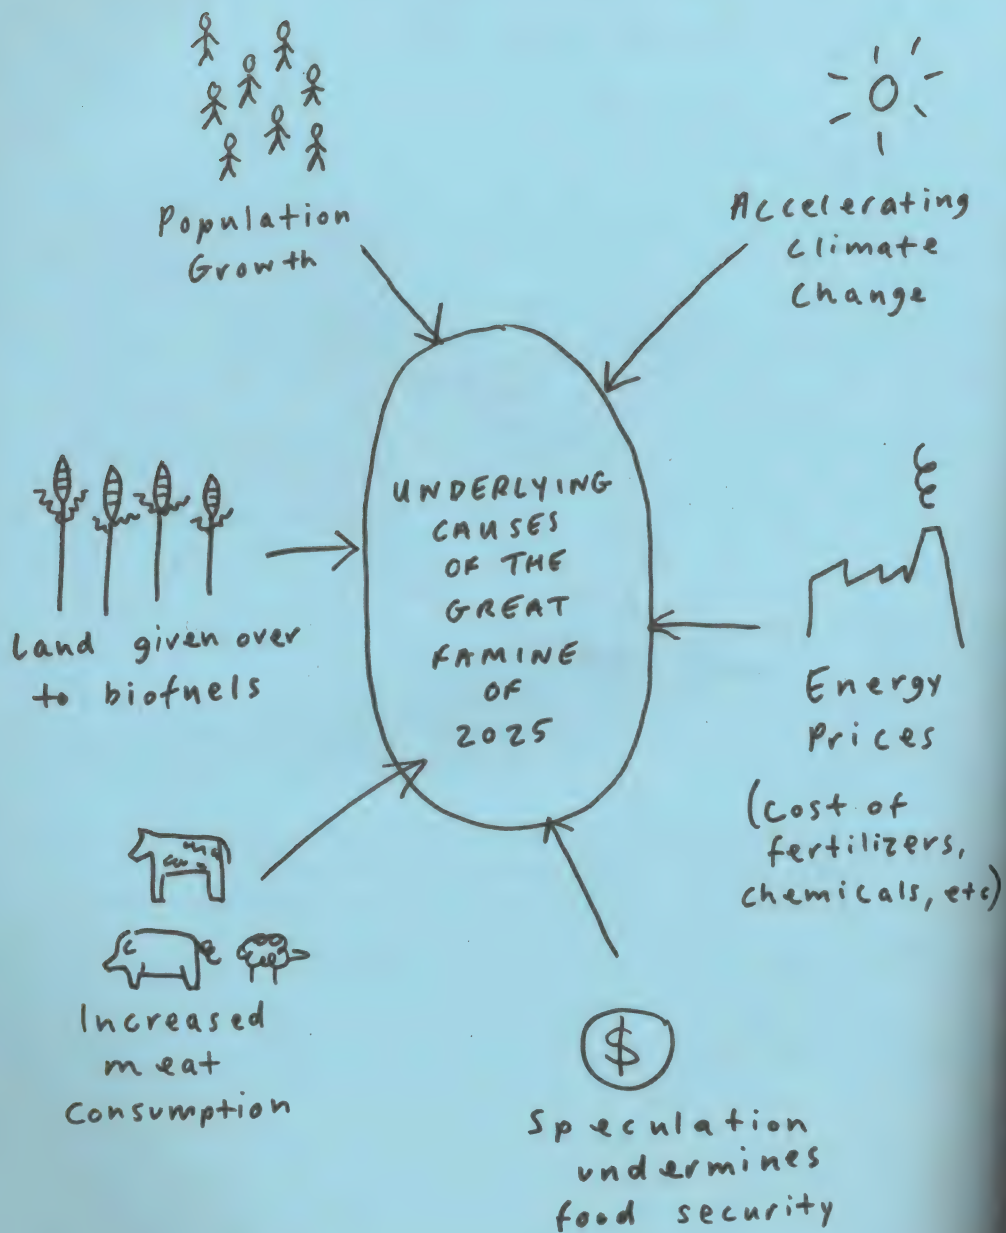 Population
Growth
Accelerating
Climate
Change
UNDERLYING
CAUSES
OF THE
GREAT
FAMINE
OF
2025
Land given over
to biofuels
Energy
Prices
(cost of
fertilizers,
chemicals, etc)
Increased
meat
consumption
$
Speculation
undermines
food security